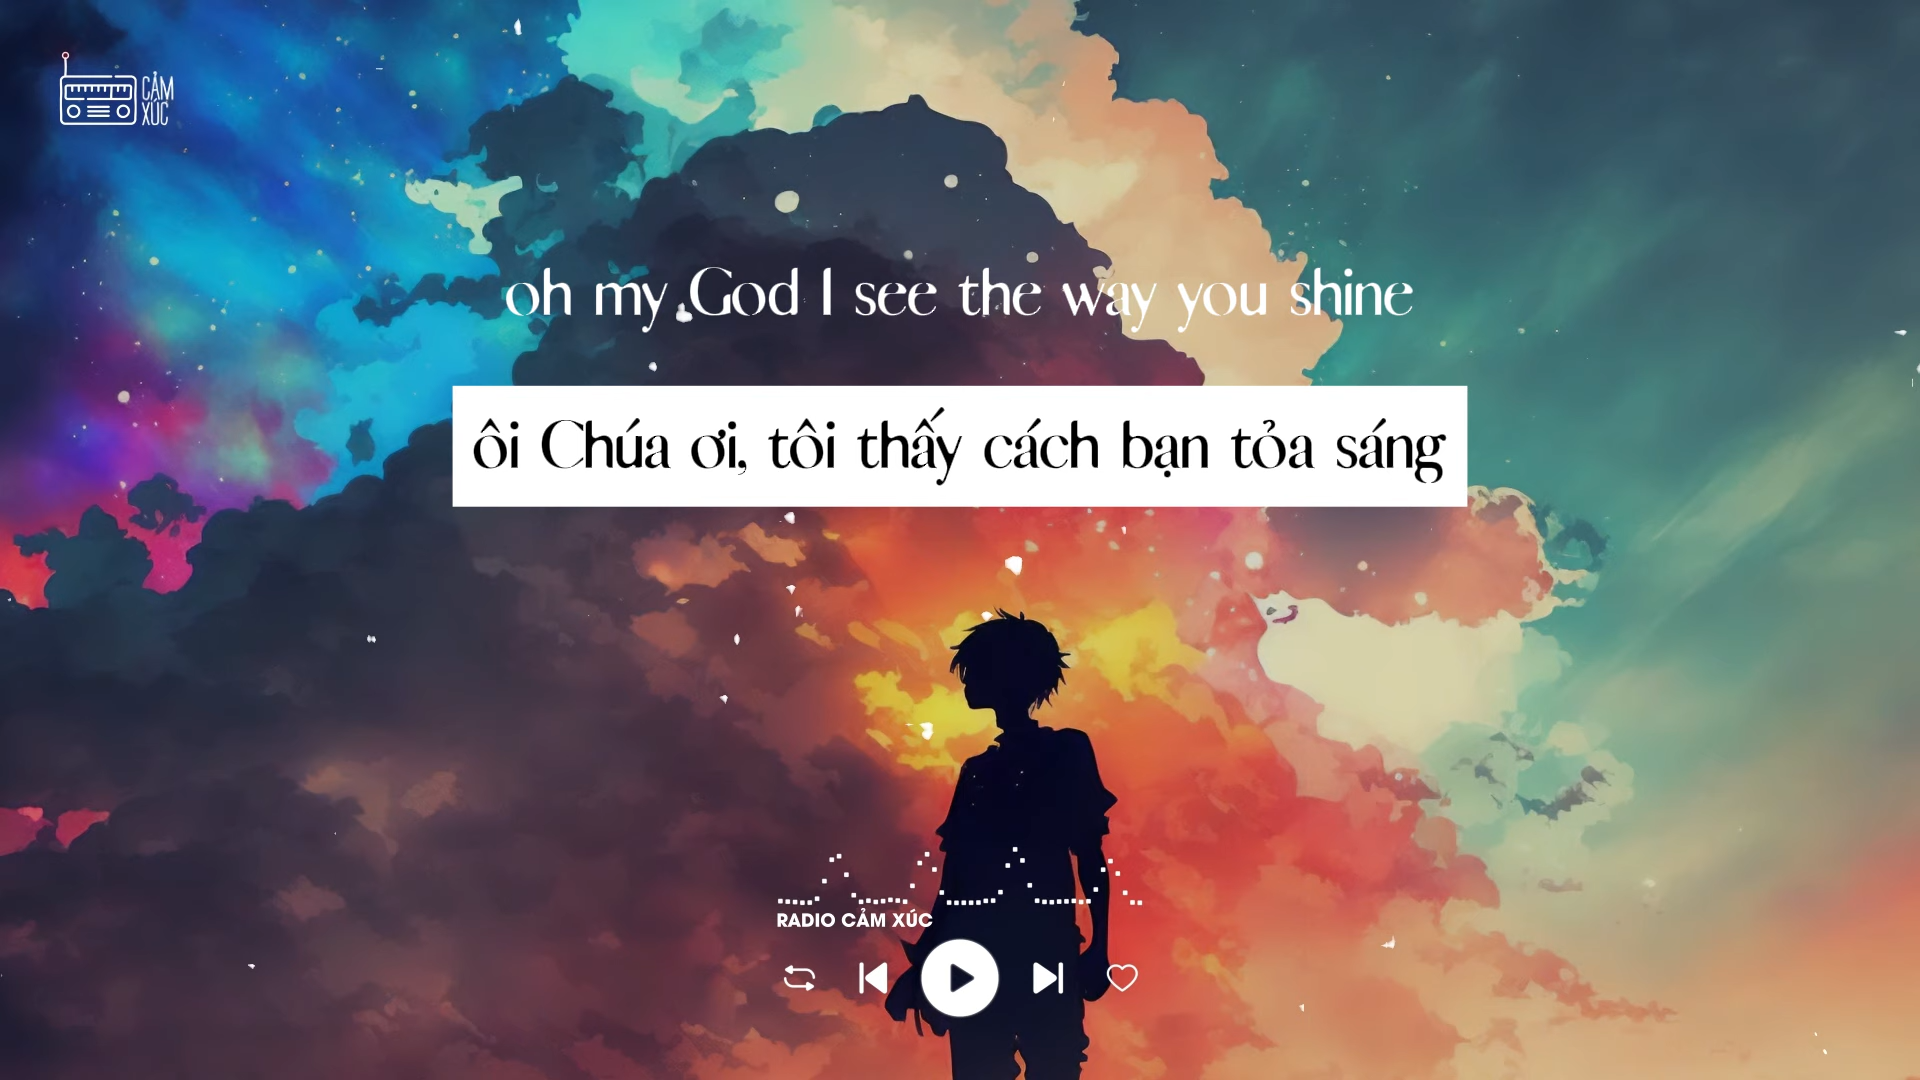 CẢM
XÚC
oh my God I see the way you shine
ôi Chúa ơi, tôi thấy cách bạn tỏa sáng
RADIO CẢM XÚC